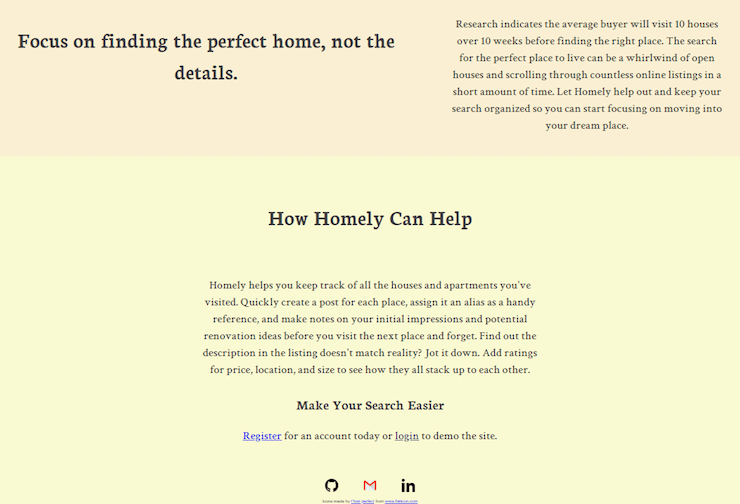 Focus on finding the perfect home, not the
details.
Research indicates the average buyer will visit 10 houses
over 10 weeks before finding the right place. The search
for the perfect place to live can be a whirlwind of open
houses and scrolling through countless online listings in a
short amount of time. Let Homely help out and keep your
search organized so you can start focusing on moving into
your dream place.
How Homely Can Help
Homely helps you keep track of all the houses and apartments you've
visited. Quickly create a post for each place, assign it an alias as a handy
reference, and make notes on your initial impressions and potential
renovation ideas before you visit the next place and forget. Find out the
description in the listing doesn't match reality? Jot it down. Add ratings
for price, location, and size to see how they all stack up to each other.
Make Your Search Easier
Register for an account today or login to demo the site.
in
Icons made by Pixel perfect from www.flaticon.com